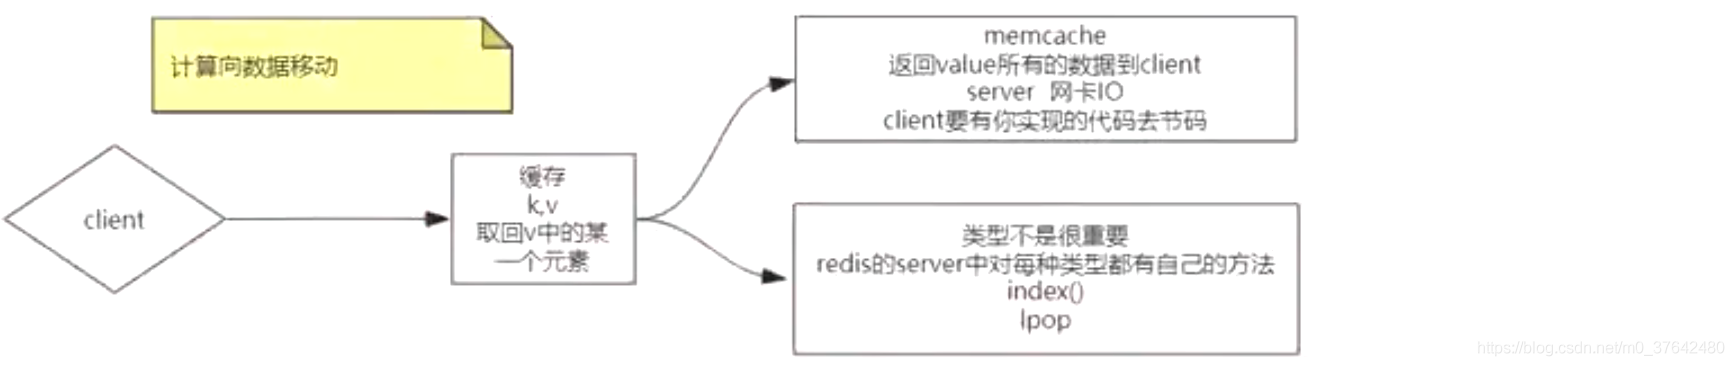 计算向数据移动
client
缓存
k,v
取回v中的某
一个元素
memcache
返回value所有的数据到client
server 网卡IO
client要有你实现的代码去节码
类型不是很重要
redis的server中对每种类型都有自己的方法
index()
lpop
https://blog.csdn.net/m0_37642480